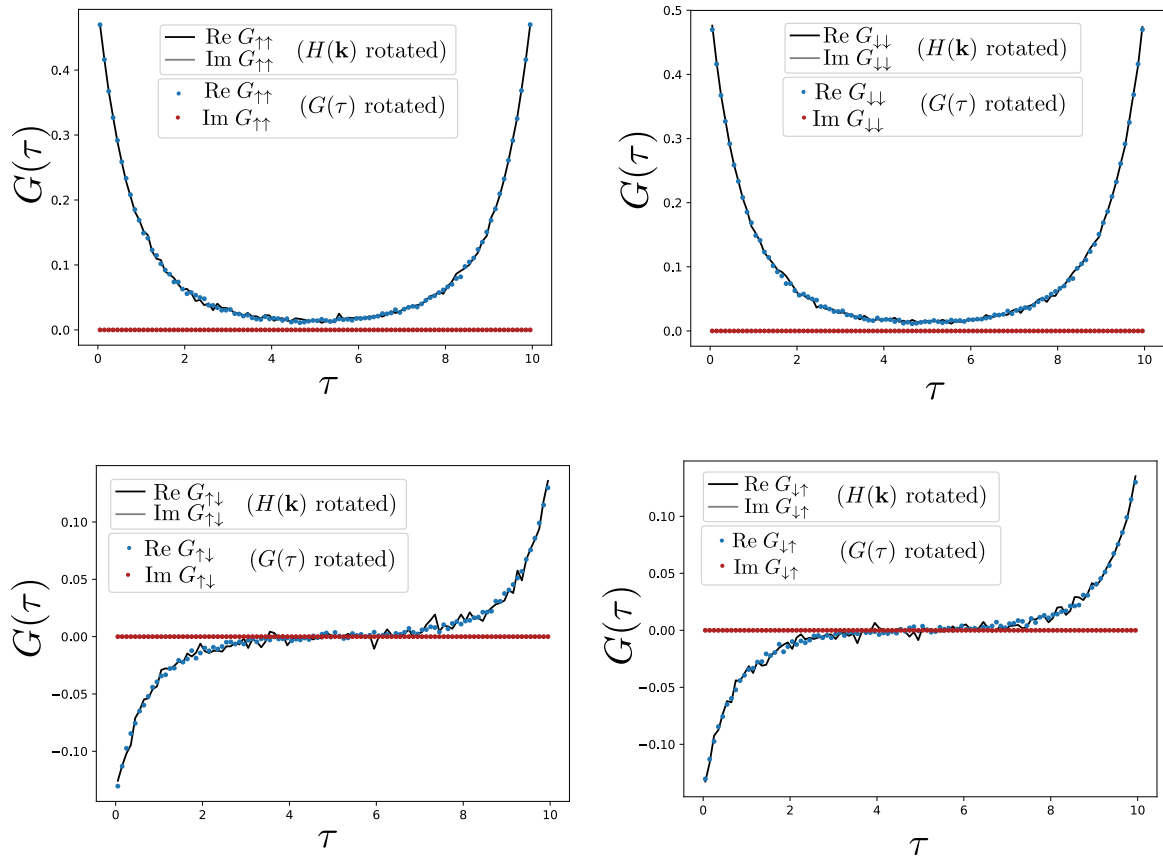 Re G↑↑
Im G↑↑
(H(k) rotated)
Re G↑↑
Im G↑↑
(G(τ) rotated)
G(τ)
0.4
0.3
0.2
0.1
0.0
0 2 4 6 8 10
τ
Re G↓↓
Im G↓↓
(H(k) rotated)
Re G↓↓
Im G↓↓
(G(τ) rotated)
G(τ)
0.5
0.4
0.3
0.2
0.1
0.0
0 2 4 6 8 10
τ
Re G↑↓
Im G↑↓
(H(k) rotated)
Re G↑↓
Im G↑↓
(G(τ) rotated)
G(τ)
0.10
0.05
0.00
−0.05
−0.10
0 2 4 6 8 10
τ
Re G↓↑
Im G↓↑
(H(k) rotated)
Re G↓↑
Im G↓↑
(G(τ) rotated)
G(τ)
0.10
0.05
0.00
−0.05
−0.10
0 2 4 6 8 10
τ